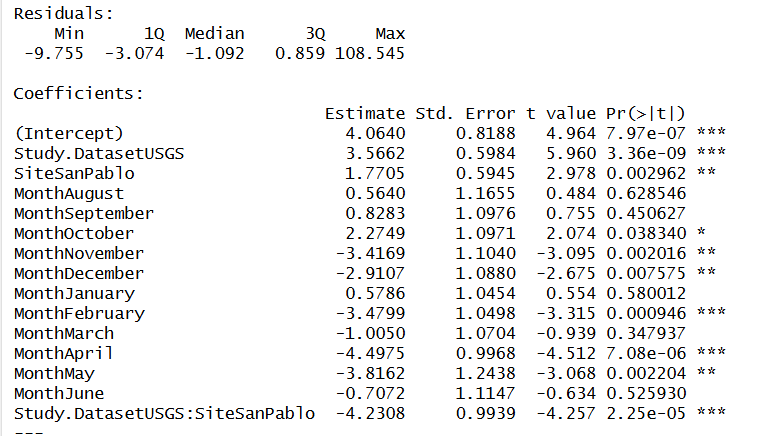 Residuals:
Min 1Q Median 3Q Max
-9.755 -3.074 -1.092 0.859 108.545
Coefficients:
Estimate Std. Error t value Pr(>|t|)
(Intercept) 4.0640 0.8188 4.964 7.97e-07 ***
Study.DatasetUSGS 3.5662 0.5984 5.960 3.36e-09 ***
SiteSanPablo 1.7705 0.5945 2.978 0.002962 **
MonthAugust 0.5640 1.1655 0.484 0.628546
MonthSeptember 0.8283 1.0976 0.755 0.450627
MonthOctober 2.2749 1.0971 2.074 0.038340 *
MonthNovember -3.4169 1.1040 -3.095 0.002016 **
MonthDecember -2.9107 1.0880 -2.675 0.007575 **
MonthJanuary 0.5786 1.0454 0.554 0.580012
MonthFebruary -3.4799 1.0498 -3.315 0.000946 ***
MonthMarch -1.0050 1.0704 -0.939 0.347937
MonthApril -4.4975 0.9968 -4.512 7.08e-06 ***
MonthMay -3.8162 1.2438 -3.068 0.002204 **
MonthJune -0.7072 1.1147 -0.634 0.525930
Study.DatasetUSGS:SiteSanPablo -4.2308 0.9939 -4.257 2.25e-05 ***
---